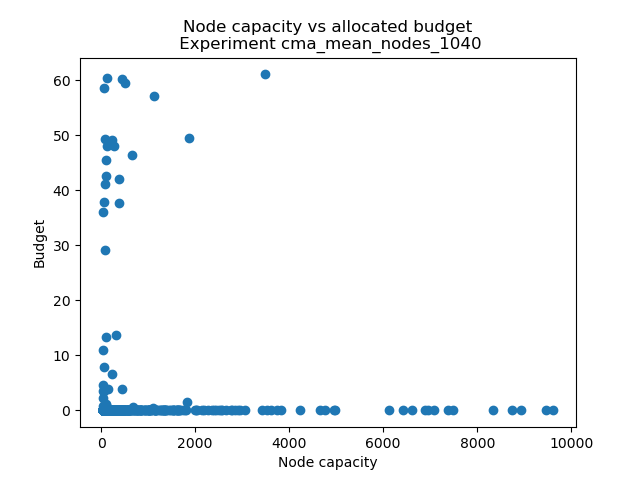 Node capacity vs allocated budget
Experiment cma_mean_nodes_1040
60
50
40
30
20
10
0
Budget
0 2000 4000 6000 8000 10000
Node capacity